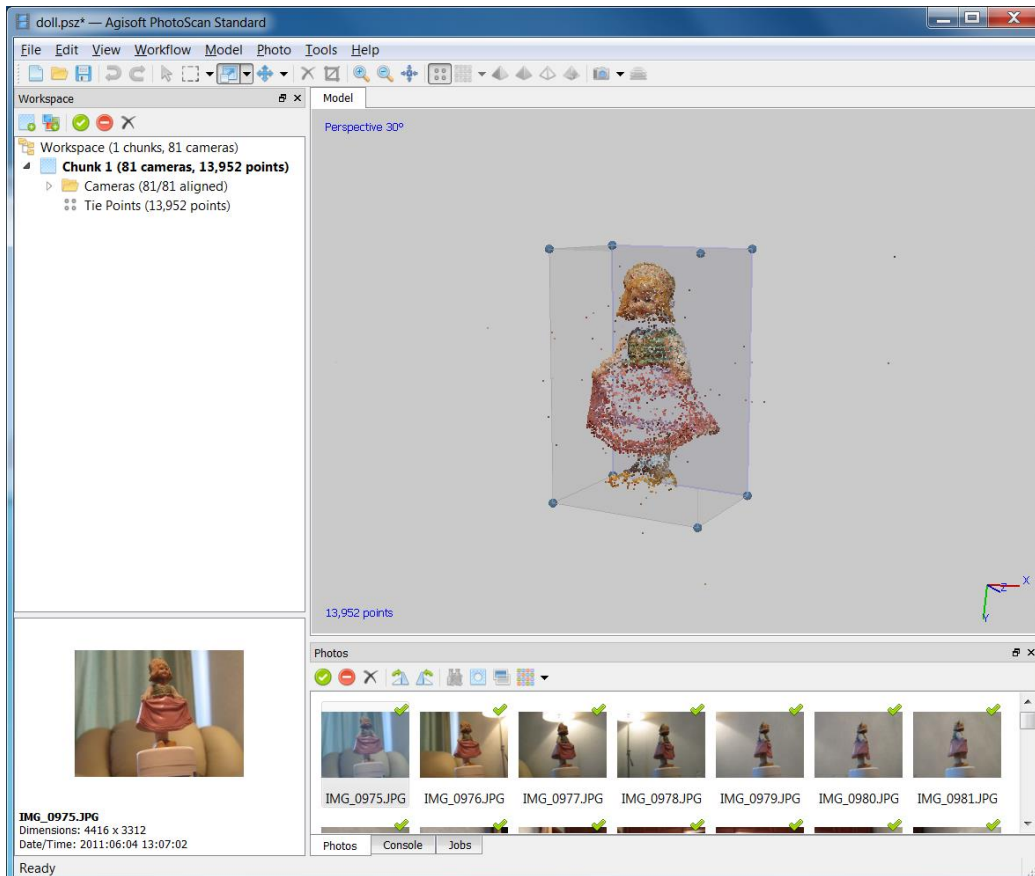 doll.psz* — Agisoft PhotoScan Standard
File Edit View Workflow Model Photo Tools Help
Workspace
Workspace (1 chunks, 81 cameras)
Chunk 1 (81 cameras, 13,952 points)
Cameras (81/81 aligned)
Tie Points (13,952 points)
Model
Perspective 30º
X
Z
Y
13,952 points
IMG_0975.JPG
Dimensions: 4416 x 3312
Date/Time: 2011:06:04 13:07:02
Photos
IMG_0975.JPG IMG_0976.JPG IMG_0977.JPG IMG_0978.JPG IMG_0979.JPG IMG_0980.JPG IMG_0981.JPG
Photos Console Jobs
Ready